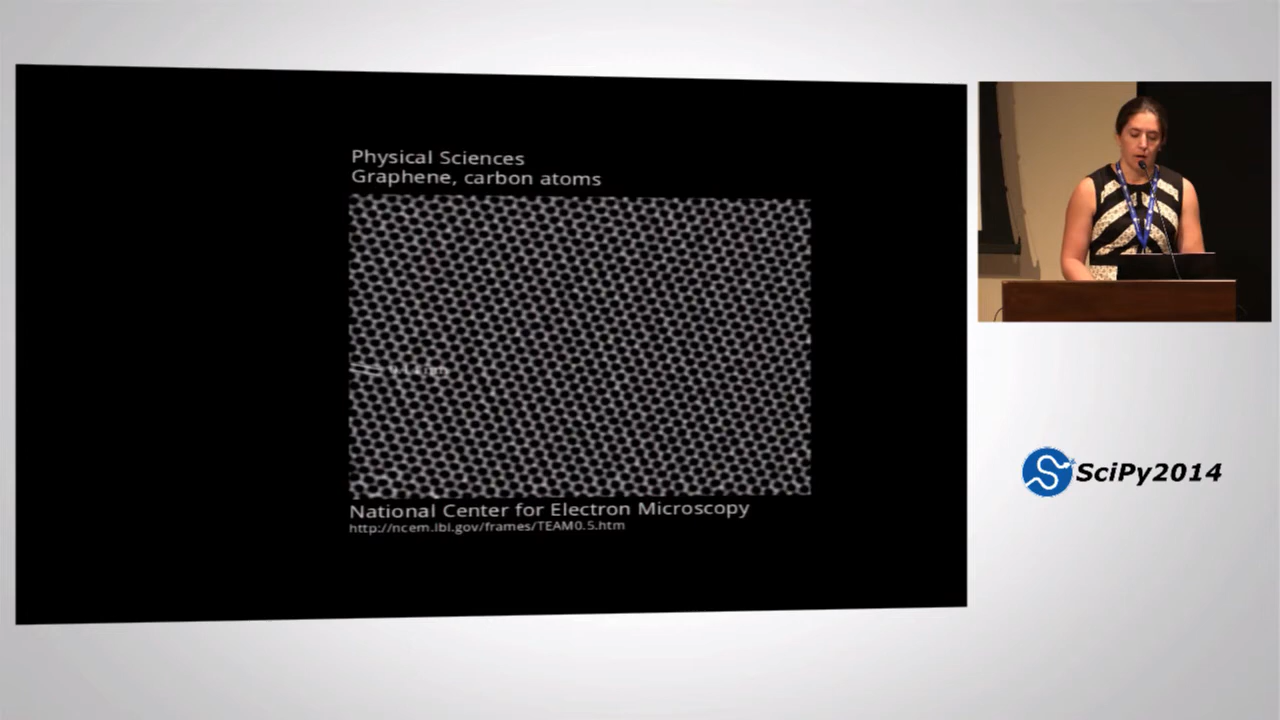 Physical Sciences
Graphene, carbon atoms
National Center for Electron Microscopy
http://ncem.lbl.gov/frames/TEAM0.5.htm
SciPy2014